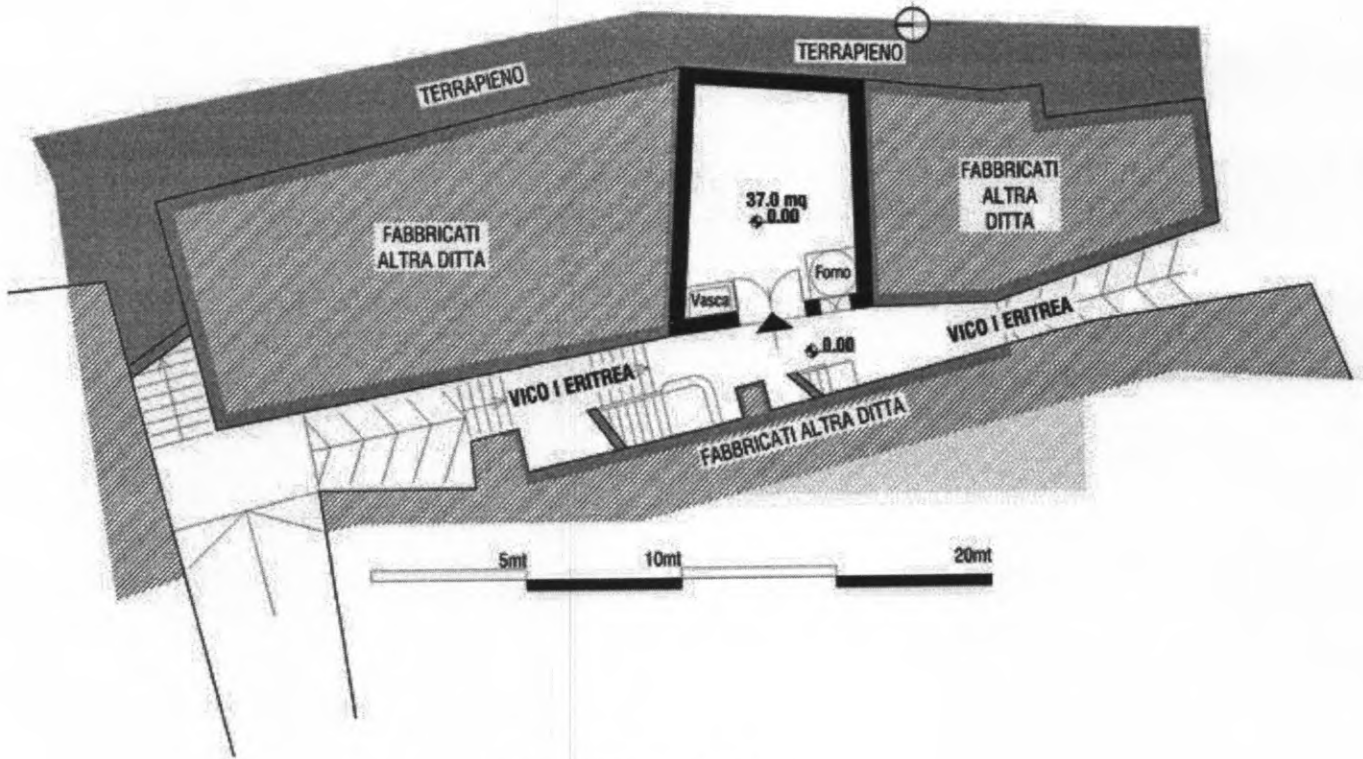 TERRAPIENO
TERRAPIENO
FABBRICATI
ALTRA DITTA
37.0 mq
0.00
FABBRICATI
ALTRA
DITTA
Vasca
Forno
VICO I ERITREA
0.00
VICO I ERITREA
FABBRICATI ALTRA DITTA
5mt 10mt 20mt